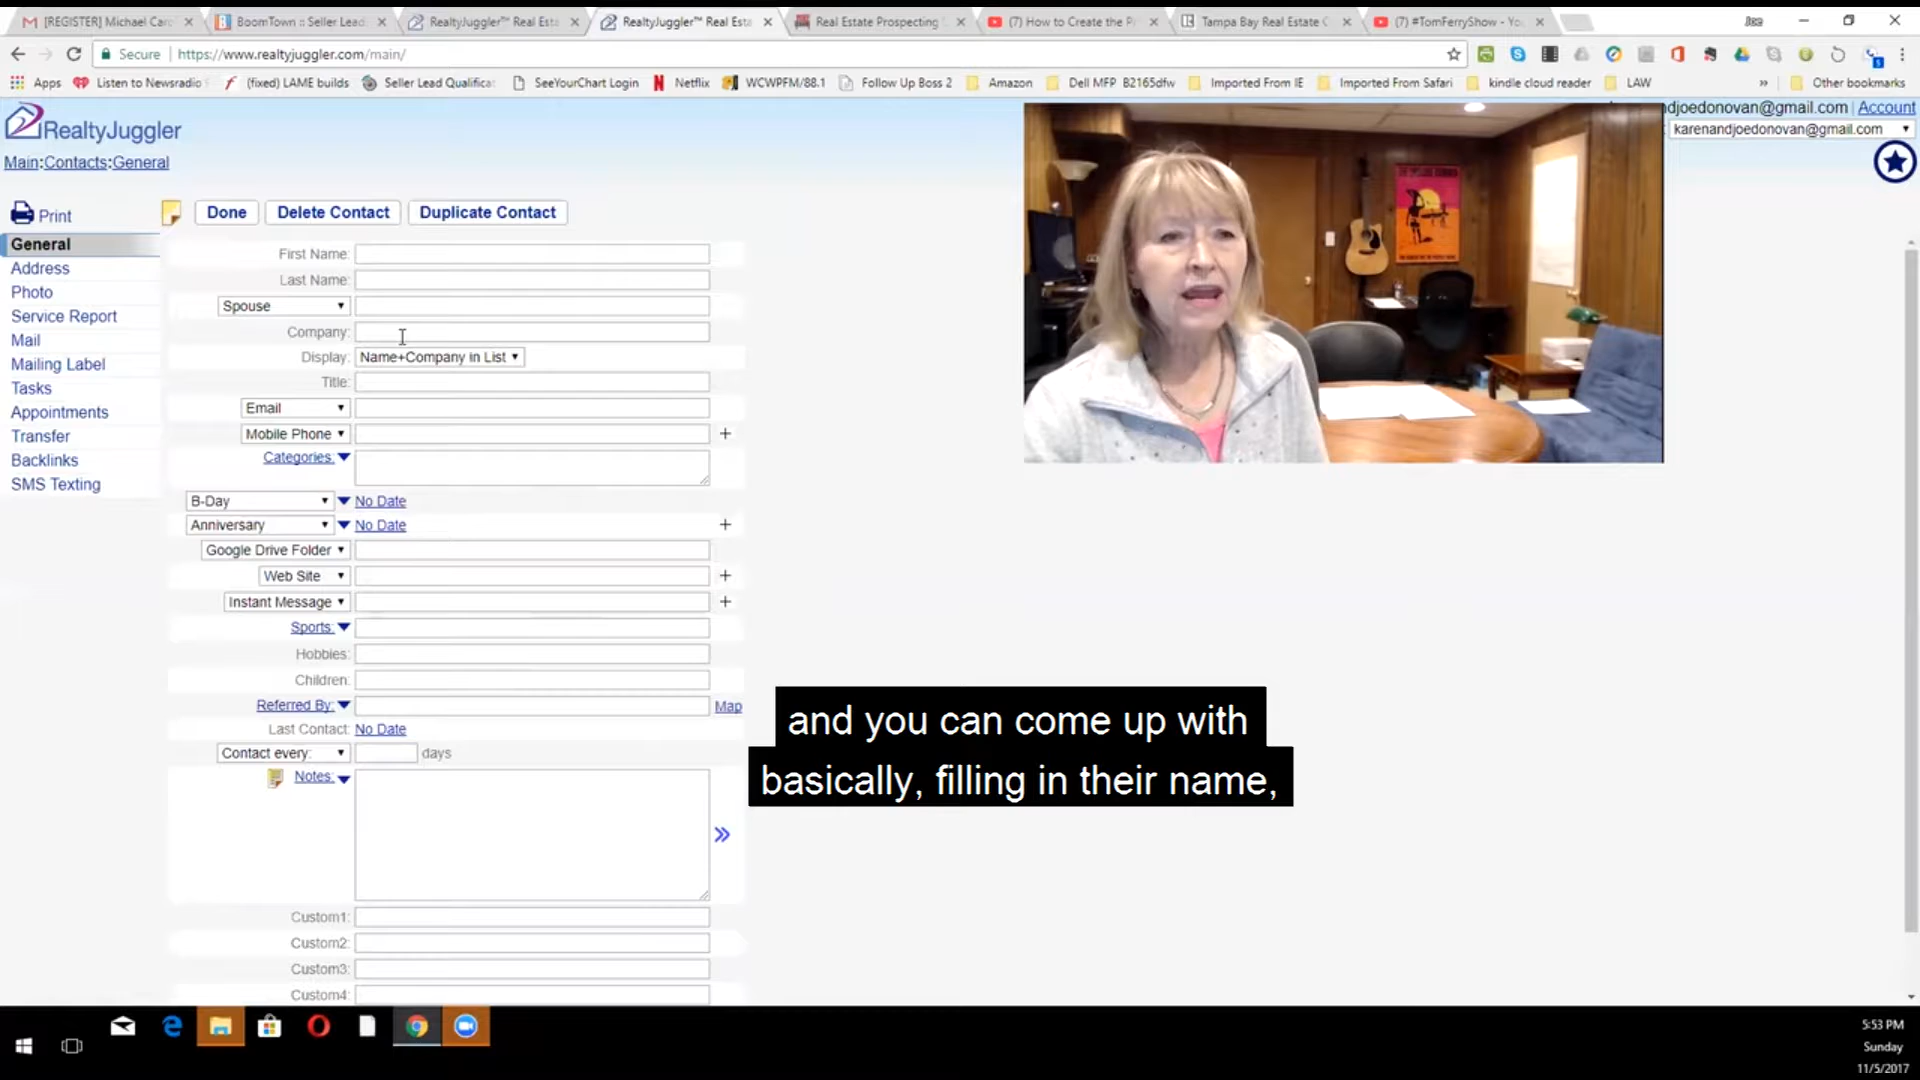 [REGISTER] Michael Car
BoomTown :: Seller Lead
RealtyJuggler™ Real Esta
RealtyJuggler™ Real Esta
Real Estate Prospecting
(7) How to Create the P
Tampa Bay Real Estate
(7) #TomFerryShow - Yo
Secure | https://www.realtyjuggler.com/main/
Apps Listen to Newsradio (fixed) LAME builds Seller Lead Qualifica SeeYourChart Login Netflix WCWPFM/88.1 Follow Up Boss 2 Amazon Dell MFP B2165dfw Imported From IE Imported From Safari kindle cloud reader LAW » Other bookmarks
RealtyJuggler
djoedonovan@gmail.com | Account
karenandjoedonovan@gmail.com
Main:Contacts:General
Print
Done Delete Contact Duplicate Contact
General
Address
Photo
Service Report
Mail
Mailing Label
Tasks
Appointments
Transfer
Backlinks
SMS Texting
First Name:
Last Name:
Spouse
Company:
Display: Name+Company in List
Title:
Email
Mobile Phone +
Categories:
B-Day No Date
Anniversary No Date +
Google Drive Folder
Web Site +
Instant Message +
Sports:
Hobbies:
Children:
Referred By: Map
Last Contact: No Date
Contact every: days
Notes:
Custom1:
Custom2:
Custom3:
Custom4:
and you can come up with
basically, filling in their name,
5:53 PM
Sunday
11/5/2017